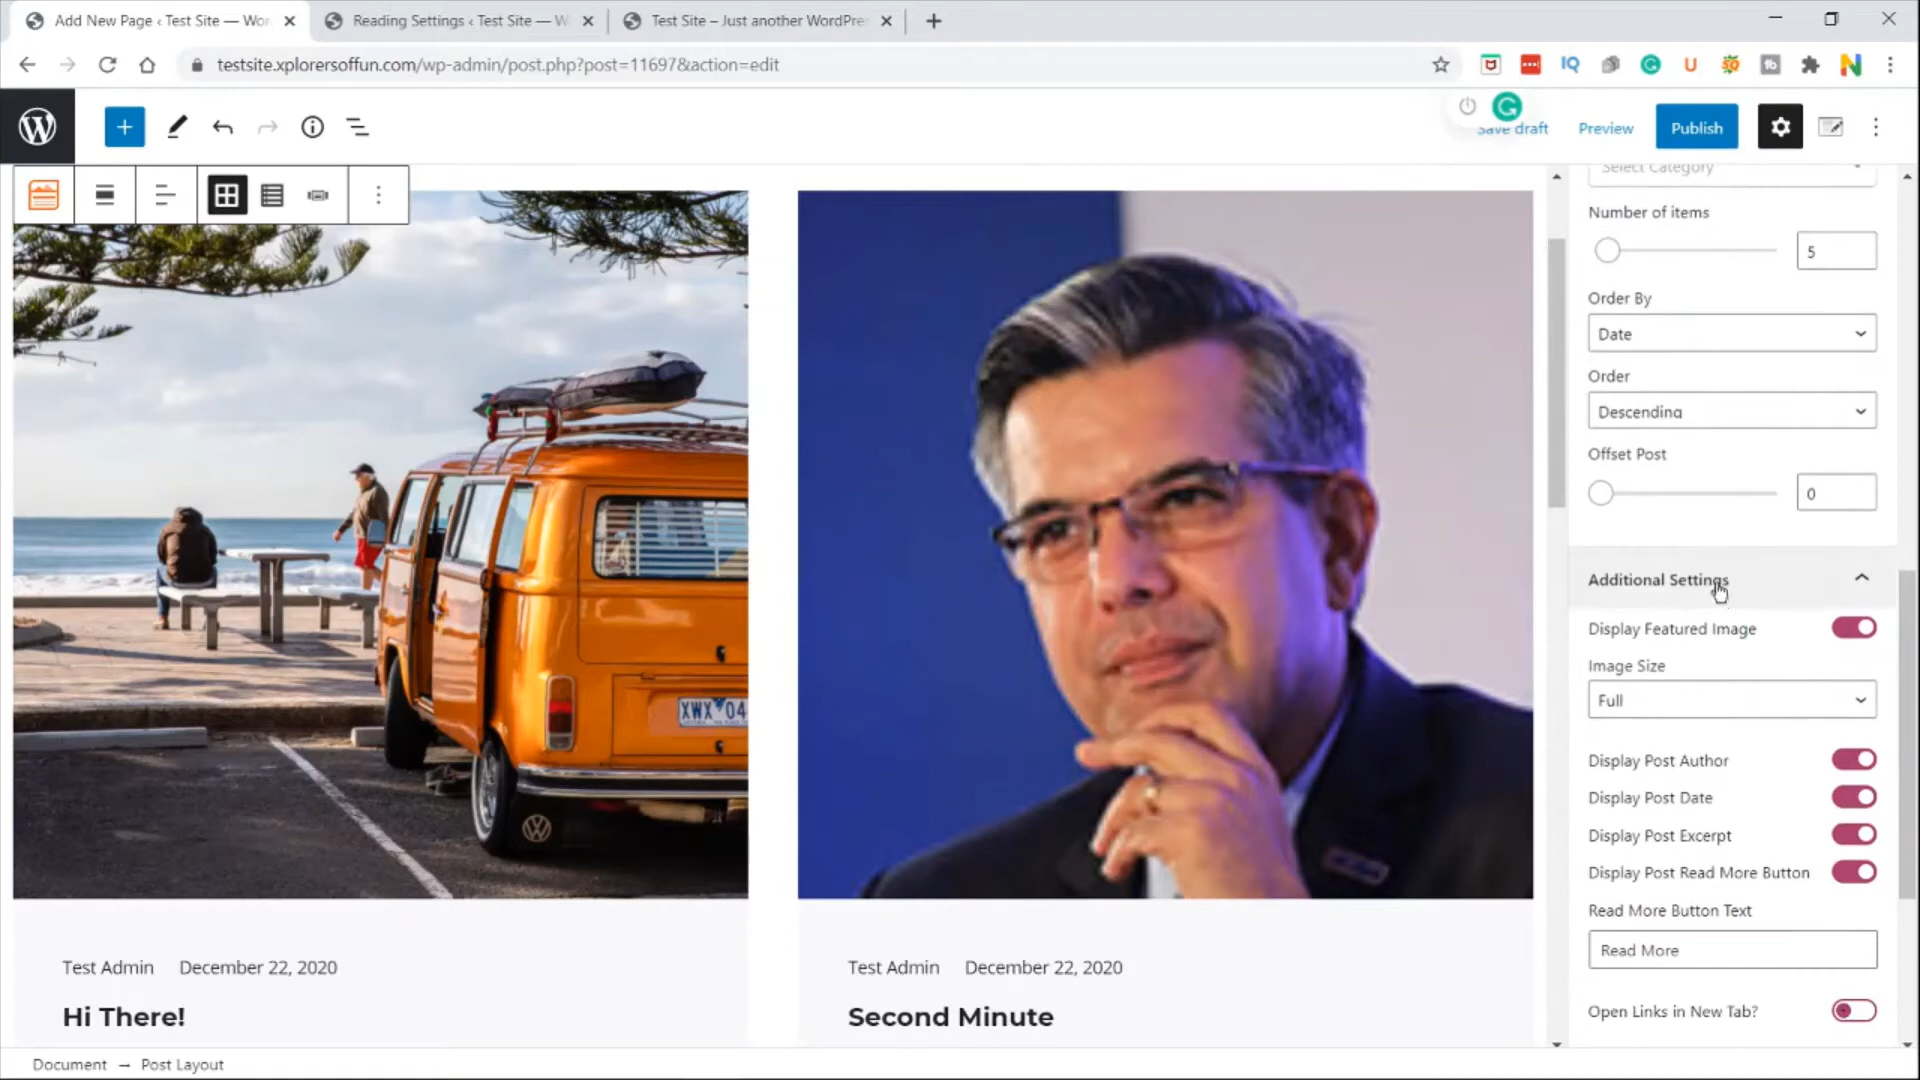 Add New Page ‹ Test Site — Wor
Reading Settings ‹ Test Site — W
Test Site – Just another WordPre
testsite.xplorersoffun.com/wp-admin/post.php?post=11697&action=edit
Save draft
Preview
Publish
Select Category
Number of items
5
Order By
Date
Order
Descending
Offset Post
0
Additional Settings
Display Featured Image
Image Size
Full
Display Post Author
Display Post Date
Display Post Excerpt
Display Post Read More Button
Read More Button Text
Read More
Open Links in New Tab?
XWX 04
Test Admin December 22, 2020
Hi There!
Test Admin December 22, 2020
Second Minute
Document → Post Layout